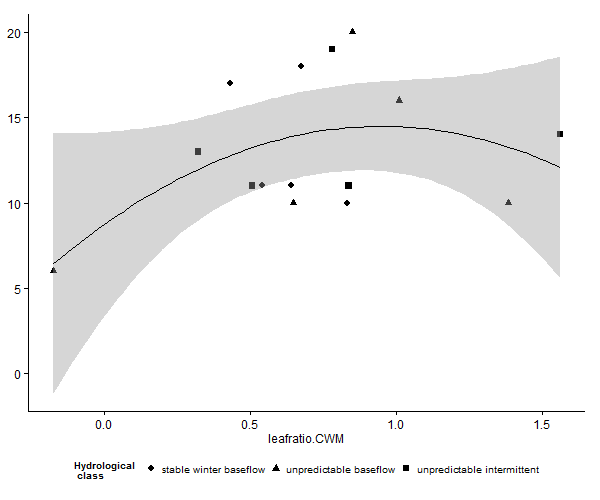 20
15
10
5
0
0.0 0.5 1.0 1.5
leafratio.CWM
Hydrological
class
stable winter baseflow unpredictable baseflow unpredictable intermittent